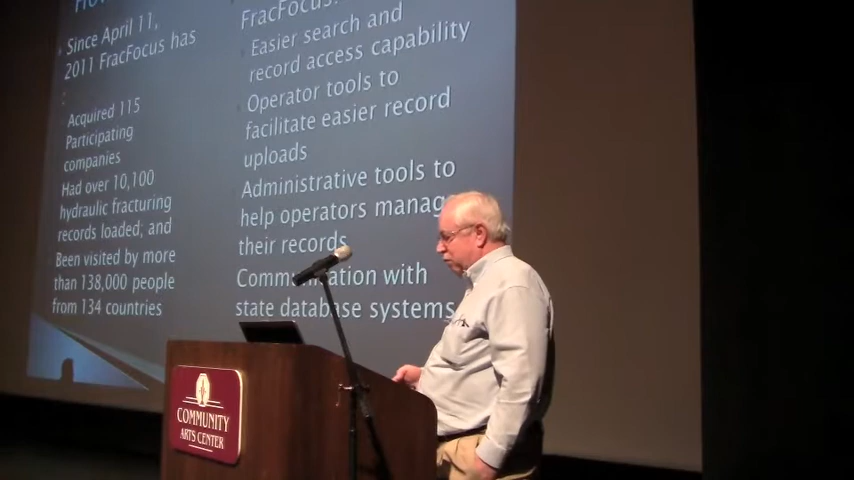 Since April 11,
2011 FracFocus has
:
Acquired 115
Participating
companies
Had over 10,100
hydraulic fracturing
records loaded; and
Been visited by more
than 138,000 people
from 134 countries
FracFocus.
Easier search and
record access capability
Operator tools to
facilitate easier record
uploads
Administrative tools to
help operators manag
their records
Communication with
state database systems
COMMUNITY
ARTS CENTER